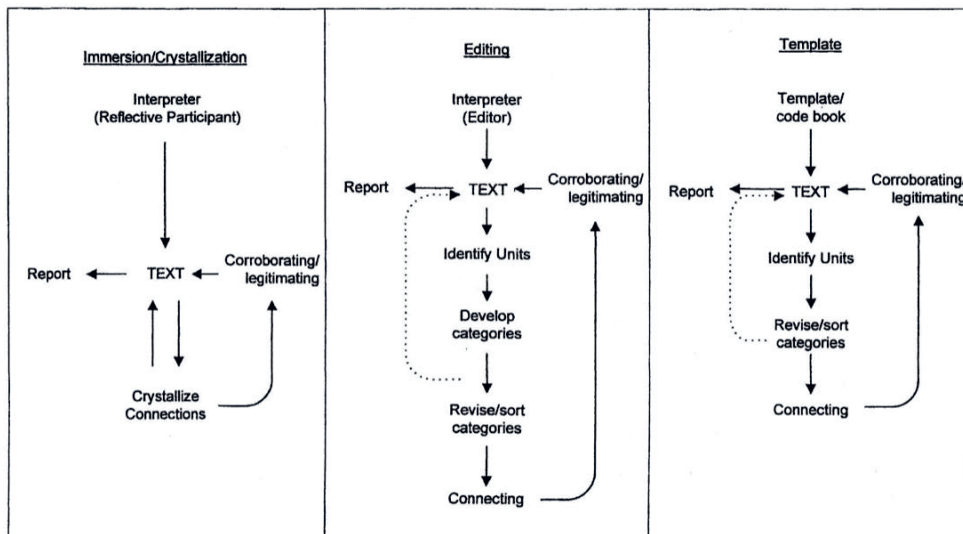 Immersion/Crystallization
Interpreter
(Reflective Participant)
Report
TEXT
Corroborating/
legitimating
Crystallize
Connections
Editing
Interpreter
(Editor)
Report
TEXT
Corroborating/
legitimating
Identify Units
Develop
categories
Revise/sort
categories
Connecting
Template
Template/
code book
Report
TEXT
Corroborating/
legitimating
Identify Units
Revise/sort
categories
Connecting